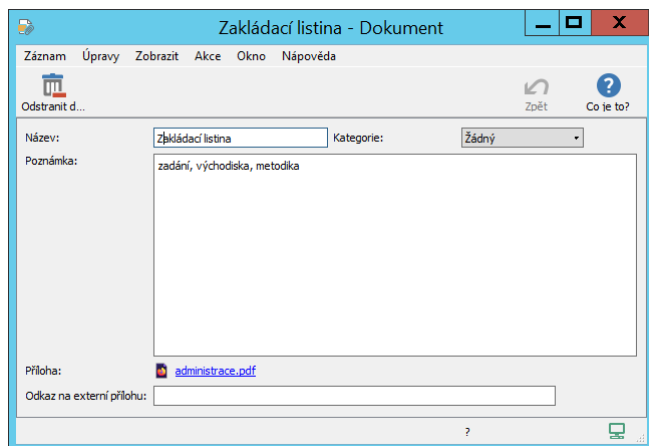 Zakládací listina - Dokument
Záznam Úpravy Zobrazit Akce Okno Nápověda
Odstranit d... Zpět Co je to?
Název: Zakládací listina Kategorie: Žádný
Poznámka: zadání, východiska, metodika
Příloha: administrace.pdf
Odkaz na externí přílohu:
?